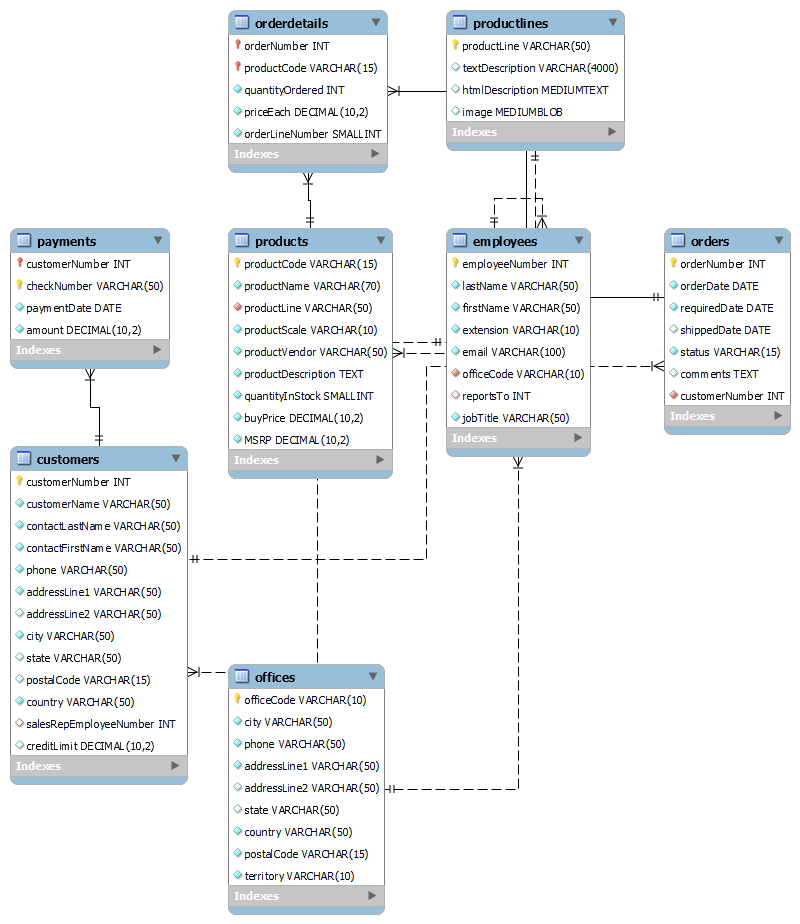 orderdetails
orderNumber INT
productCode VARCHAR(15)
quantityOrdered INT
priceEach DECIMAL(10,2)
orderLineNumber SMALLINT
Indexes
productlines
productLine VARCHAR(50)
textDescription VARCHAR(4000)
htmlDescription MEDIUMTEXT
image MEDIUMBLOB
Indexes
payments
customerNumber INT
checkNumber VARCHAR(50)
paymentDate DATE
amount DECIMAL(10,2)
Indexes
products
productCode VARCHAR(15)
productName VARCHAR(70)
productLine VARCHAR(50)
productScale VARCHAR(10)
productVendor VARCHAR(50)
productDescription TEXT
quantityInStock SMALLINT
buyPrice DECIMAL(10,2)
MSRP DECIMAL(10,2)
Indexes
employees
employeeNumber INT
lastName VARCHAR(50)
firstName VARCHAR(50)
extension VARCHAR(10)
email VARCHAR(100)
officeCode VARCHAR(10)
reportsTo INT
jobTitle VARCHAR(50)
Indexes
orders
orderNumber INT
orderDate DATE
requiredDate DATE
shippedDate DATE
status VARCHAR(15)
comments TEXT
customerNumber INT
Indexes
customers
customerNumber INT
customerName VARCHAR(50)
contactLastName VARCHAR(50)
contactFirstName VARCHAR(50)
phone VARCHAR(50)
addressLine1 VARCHAR(50)
addressLine2 VARCHAR(50)
city VARCHAR(50)
state VARCHAR(50)
postalCode VARCHAR(15)
country VARCHAR(50)
salesRepEmployeeNumber INT
creditLimit DECIMAL(10,2)
Indexes
offices
officeCode VARCHAR(10)
city VARCHAR(50)
phone VARCHAR(50)
addressLine1 VARCHAR(50)
addressLine2 VARCHAR(50)
state VARCHAR(50)
country VARCHAR(50)
postalCode VARCHAR(15)
territory VARCHAR(10)
Indexes